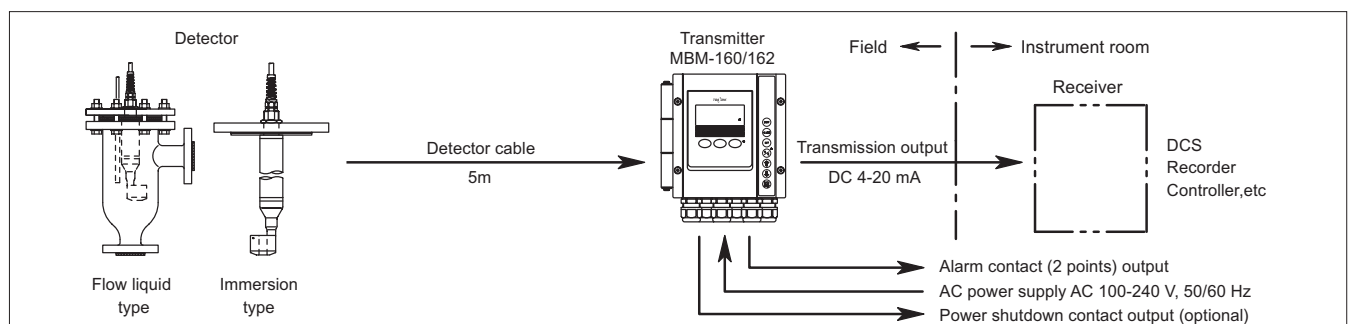 Detector
Transmitter
MBM-160/162
Field
Instrument room
Receiver
Detector cable
5m
Transmission output
DC 4-20 mA
DCS
Recorder
Controller,etc
Flow liquid
type
Immersion
type
Alarm contact (2 points) output
AC power supply AC 100-240 V, 50/60 Hz
Power shutdown contact output (optional)